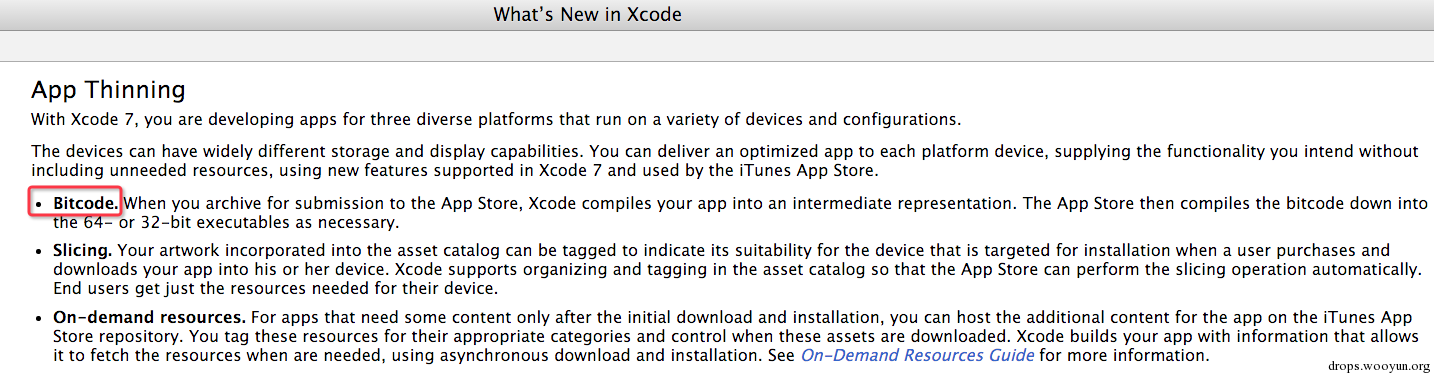 What's New in Xcode
App Thinning
With Xcode 7, you are developing apps for three diverse platforms that run on a variety of devices and configurations.
The devices can have widely different storage and display capabilities. You can deliver an optimized app to each platform device, supplying the functionality you intend without
including unneeded resources, using new features supported in Xcode 7 and used by the iTunes App Store.
• Bitcode. When you archive for submission to the App Store, Xcode compiles your app into an intermediate representation. The App Store then compiles the bitcode down into
the 64- or 32-bit executables as necessary.
• Slicing. Your artwork incorporated into the asset catalog can be tagged to indicate its suitability for the device that is targeted for installation when a user purchases and
downloads your app into his or her device. Xcode supports organizing and tagging in the asset catalog so that the App Store can perform the slicing operation automatically.
End users get just the resources needed for their device.
• On-demand resources. For apps that need some content only after the initial download and installation, you can host the additional content for the app on the iTunes App
Store repository. You tag these resources for their appropriate categories and control when these assets are downloaded. Xcode builds your app with information that allows
it to fetch the resources when are needed, using asynchronous download and installation. See On-Demand Resources Guide for more information.
drops.wooyun.org